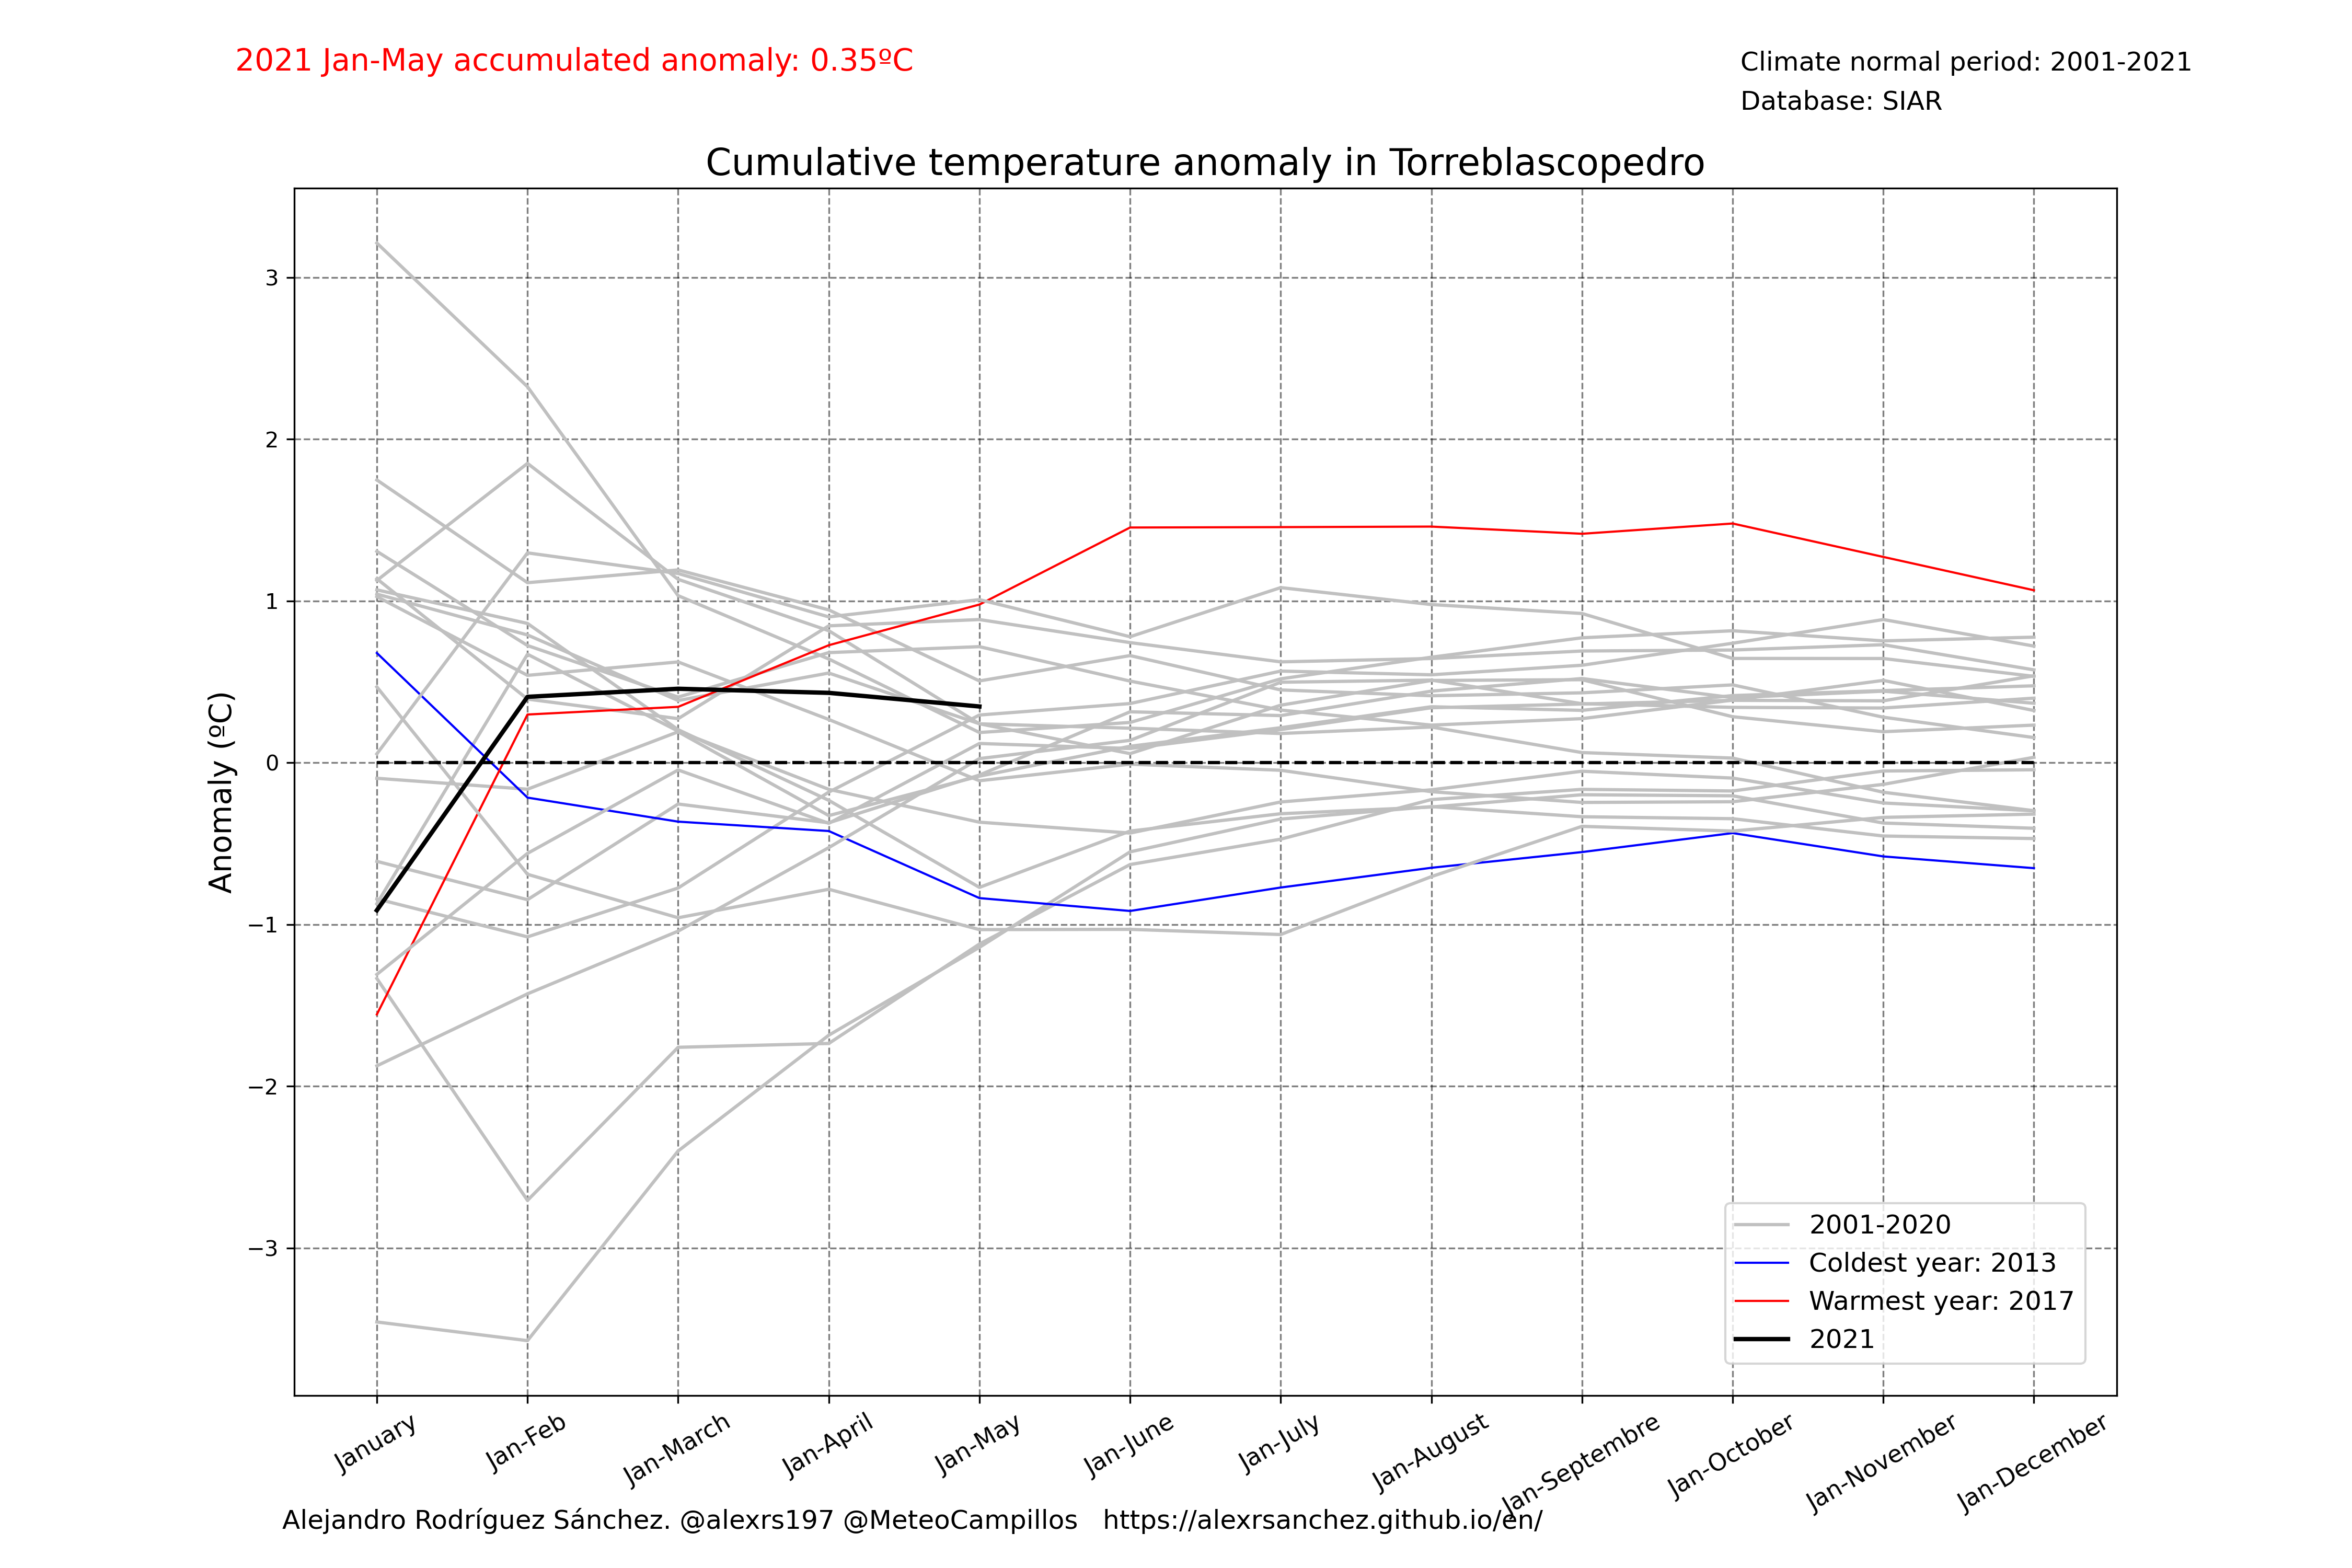 2021 Jan-May accumulated anomaly: 0.35ºC
Climate normal period: 2001-2021
Database: SIAR
Cumulative temperature anomaly in Torreblascopedro
Anomaly (ºC)
3
2
1
0
−1
−2
−3
2001-2020
Coldest year: 2013
Warmest year: 2017
2021
January
Jan-Feb
Jan-March
Jan-April
Jan-May
Jan-June
Jan-July
Jan-August
Jan-Septembre
Jan-October
Jan-November
Jan-December
Alejandro Rodríguez Sánchez. @alexrs197 @MeteoCampillos https://alexrsanchez.github.io/en/